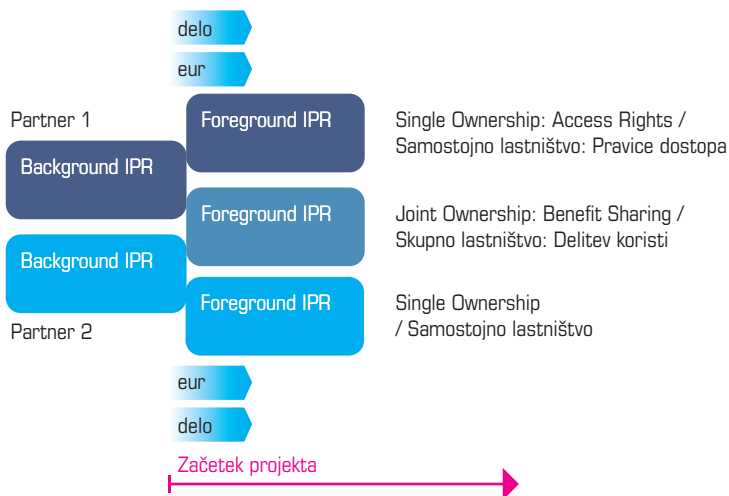 delo
eur
Partner 1
Foreground IPR
Single Ownership: Access Rights /
Samostojno lastništvo: Pravice dostopa
Background IPR
Foreground IPR
Joint Ownership: Benefit Sharing /
Skupno lastništvo: Delitev koristi
Background IPR
Foreground IPR
Single Ownership
/ Samostojno lastništvo
Partner 2
eur
delo
Začetek projekta